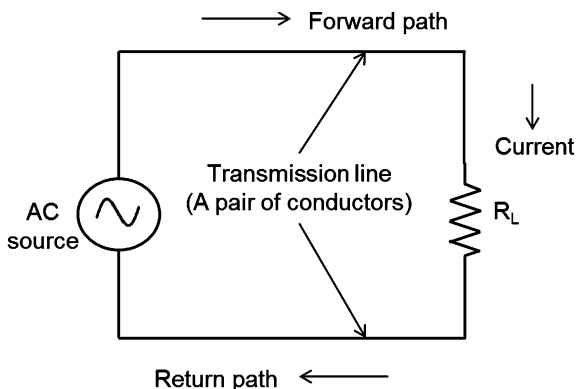 Forward path
Current
Transmission line
(A pair of conductors)
AC
source
RL
Return path